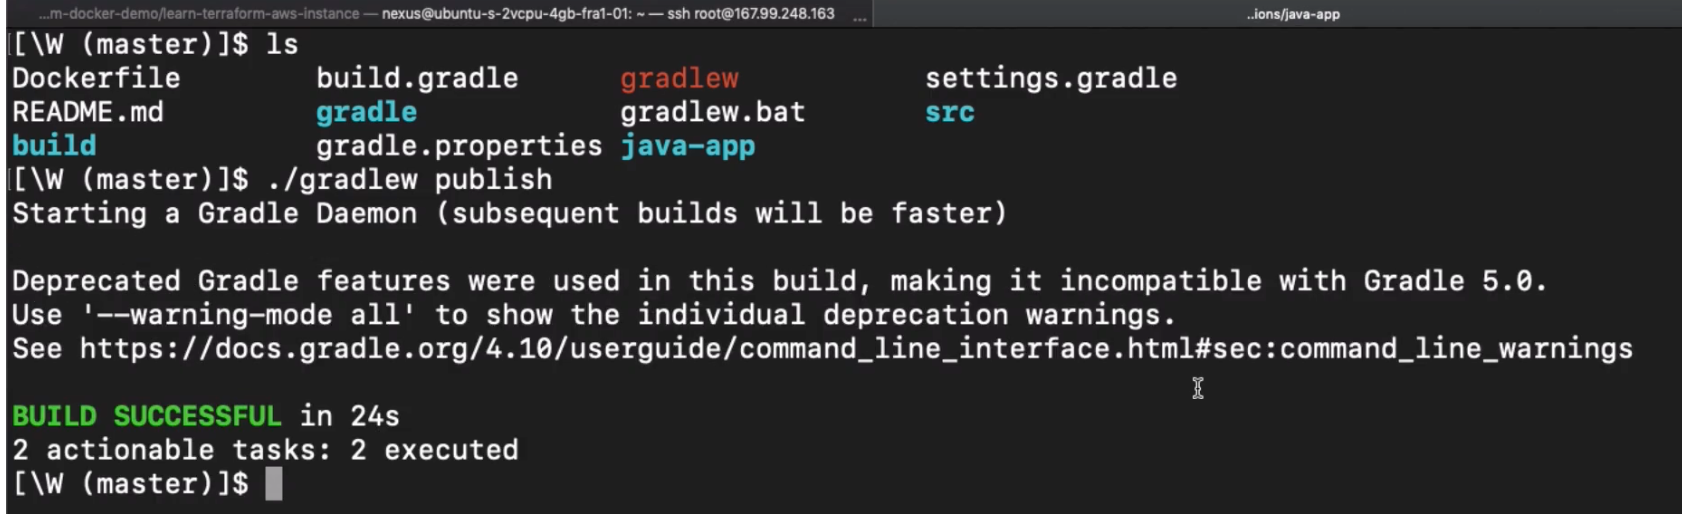 ...m-docker-demo/learn-terraform-aws-instance — nexus@ubuntu-s-2vcpu-4gb-fra1-01: ~ — ssh root@167.99.248.163 ... ..ions/java-app
[\W (master)]$ ls
Dockerfile build.gradle gradlew settings.gradle
README.md gradle gradlew.bat src
build gradle.properties java-app
[\W (master)]$ ./gradlew publish
Starting a Gradle Daemon (subsequent builds will be faster)
Deprecated Gradle features were used in this build, making it incompatible with Gradle 5.0.
Use '--warning-mode all' to show the individual deprecation warnings.
See https://docs.gradle.org/4.10/userguide/command_line_interface.html#sec:command_line_warnings
BUILD SUCCESSFUL in 24s
2 actionable tasks: 2 executed
[\W (master)]$